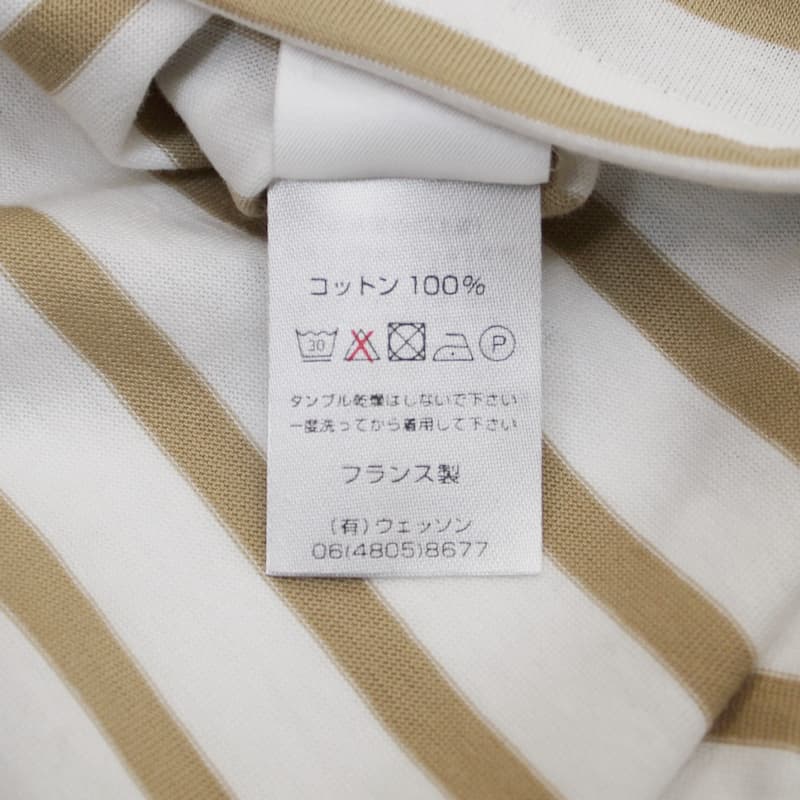 コットン 100%
30 P
タンブル乾燥はしないで下さい
一度洗ってから着用して下さい
フランス製
(有)ウェッソン
06(4805)8677